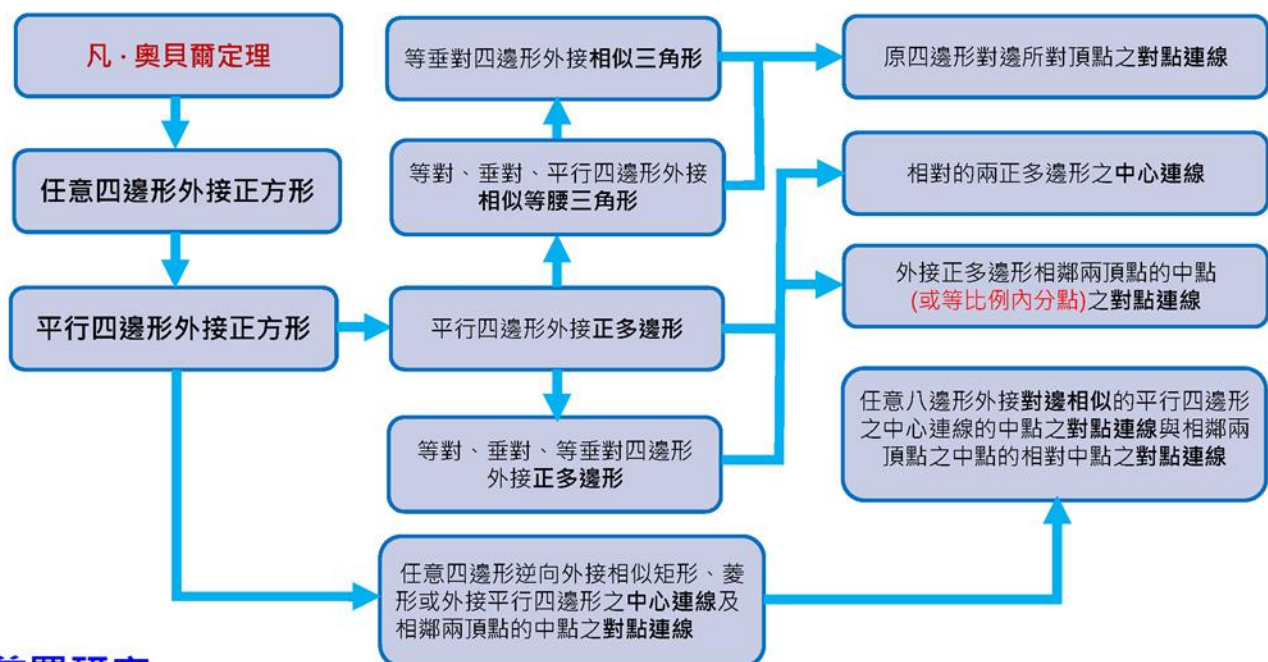 凡·奧貝爾定理
任意四邊形外接正方形
平行四邊形外接正方形
等垂對四邊形外接相似三角形
等對、垂對、平行四邊形外接
相似等腰三角形
平行四邊形外接正多邊形
等對、垂對、等垂對四邊形
外接正多邊形
任意四邊形逆向外接相似矩形、菱
形或外接平行四邊形之中心連線及
相鄰兩頂點的中點之對點連線
原四邊形對邊所對頂點之對點連線
相對的兩正多邊形之中心連線
外接正多邊形相鄰兩頂點的中點
(或等比例內分點)之對點連線
任意八邊形外接對邊相似的平行四邊形
之中心連線的中點之對點連線與相鄰兩
頂點之中點的相對中點之對點連線